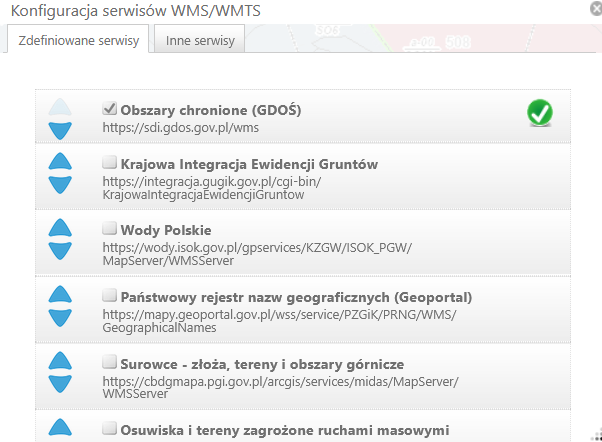 Konfiguracja serwisów WMS/WMTS
Zdefiniowane serwisy
Inne serwisy
506
a-08 508
Obszary chronione (GDOŚ)
https://sdi.gdos.gov.pl/wms
Krajowa Integracja Ewidencji Gruntów
https://integracja.gugik.gov.pl/cgi-bin/
KrajowaIntegracjaEwidencjiGruntow
Wody Polskie
https://wody.isok.gov.pl/gpservices/KZGW/ISOK_PGW/
MapServer/WMSServer
Państwowy rejestr nazw geograficznych (Geoportal)
https://mapy.geoportal.gov.pl/wss/service/PZGiK/PRNG/WMS/
GeographicalNames
Surowce - złoża, tereny i obszary górnicze
https://cbdgmapa.pgi.gov.pl/arcgis/services/midas/MapServer/
WMSServer
Osuwiska i tereny zagrożone ruchami masowymi